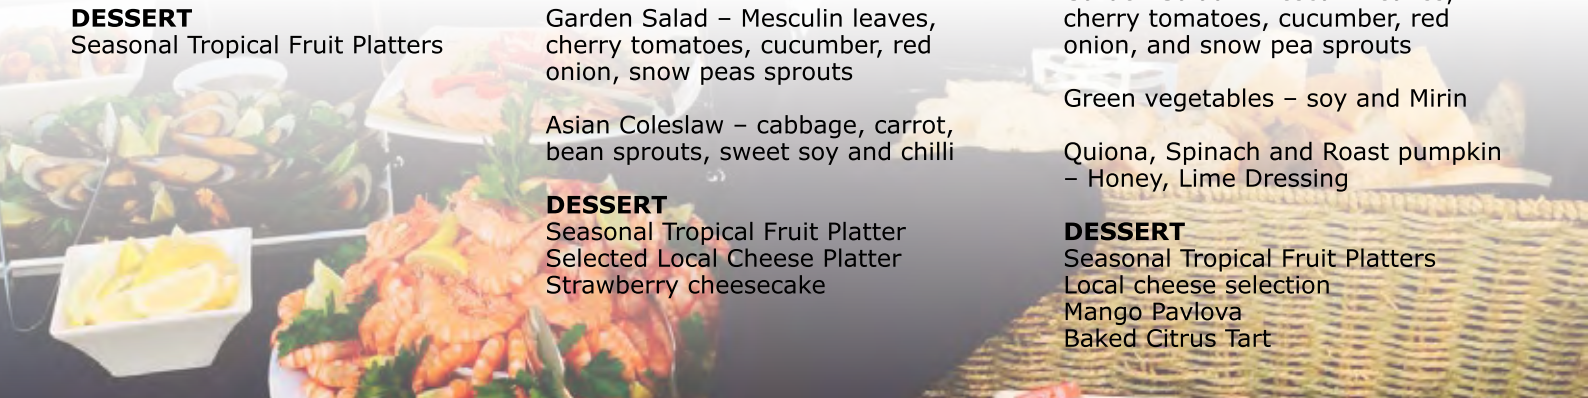 DESSERT
Seasonal Tropical Fruit Platters
Garden Salad – Mesculin leaves,
cherry tomatoes, cucumber, red
onion, snow peas sprouts
Asian Coleslaw – cabbage, carrot,
bean sprouts, sweet soy and chilli
DESSERT
Seasonal Tropical Fruit Platter
Selected Local Cheese Platter
Strawberry cheesecake
cherry tomatoes, cucumber, red
onion, and snow pea sprouts
Green vegetables – soy and Mirin
Quiona, Spinach and Roast pumpkin
– Honey, Lime Dressing
DESSERT
Seasonal Tropical Fruit Platters
Local cheese selection
Mango Pavlova
Baked Citrus Tart